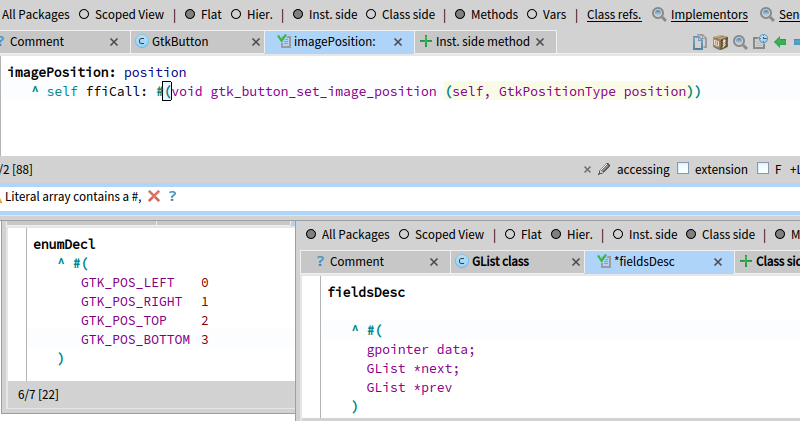 All Packages Scoped View | Flat Hier. | Inst. side Class side | Methods Vars Class refs. Implementors Sen
? Comment × GtkButton × imagePosition: × + Inst. side method ×
imagePosition: position
^ self ffiCall: #(void gtk_button_set_image_position (self, GtkPositionType position))
/2 [88] × accessing extension F +L
Literal array contains a #, ?
enumDecl
^ #(
GTK_POS_LEFT 0
GTK_POS_RIGHT 1
GTK_POS_TOP 2
GTK_POS_BOTTOM 3
)
6/7 [22]
All Packages Scoped View | Flat Hier. | Inst. side Class side | M
? Comment × GList class × *fieldsDesc × + Class sid
fieldsDesc
^ #(
gpointer data;
GList *next;
GList *prev
)